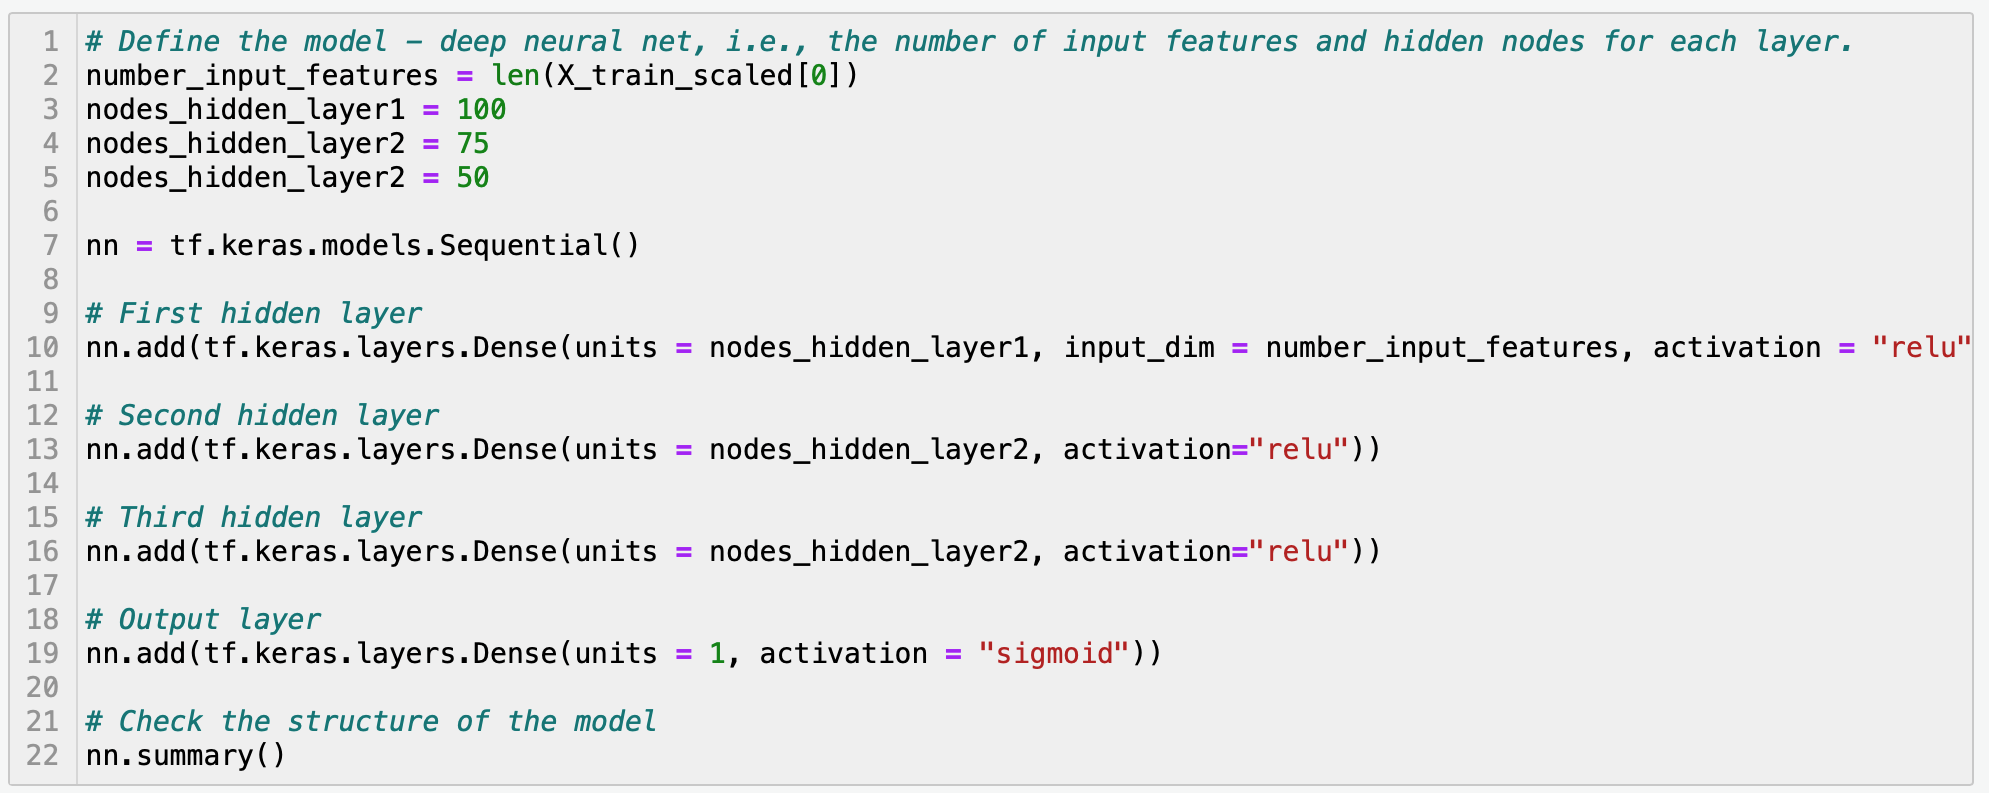 1 # Define the model – deep neural net, i.e., the number of input features and hidden nodes for each layer.
2 number_input_features = len(X_train_scaled[0])
3 nodes_hidden_layer1 = 100
4 nodes_hidden_layer2 = 75
5 nodes_hidden_layer2 = 50
6
7 nn = tf.keras.models.Sequential()
8
9 # First hidden layer
10 nn.add(tf.keras.layers.Dense(units = nodes_hidden_layer1, input_dim = number_input_features, activation = "relu"
11
12 # Second hidden layer
13 nn.add(tf.keras.layers.Dense(units = nodes_hidden_layer2, activation="relu"))
14
15 # Third hidden layer
16 nn.add(tf.keras.layers.Dense(units = nodes_hidden_layer2, activation="relu"))
17
18 # Output layer
19 nn.add(tf.keras.layers.Dense(units = 1, activation = "sigmoid"))
20
21 # Check the structure of the model
22 nn.summary()